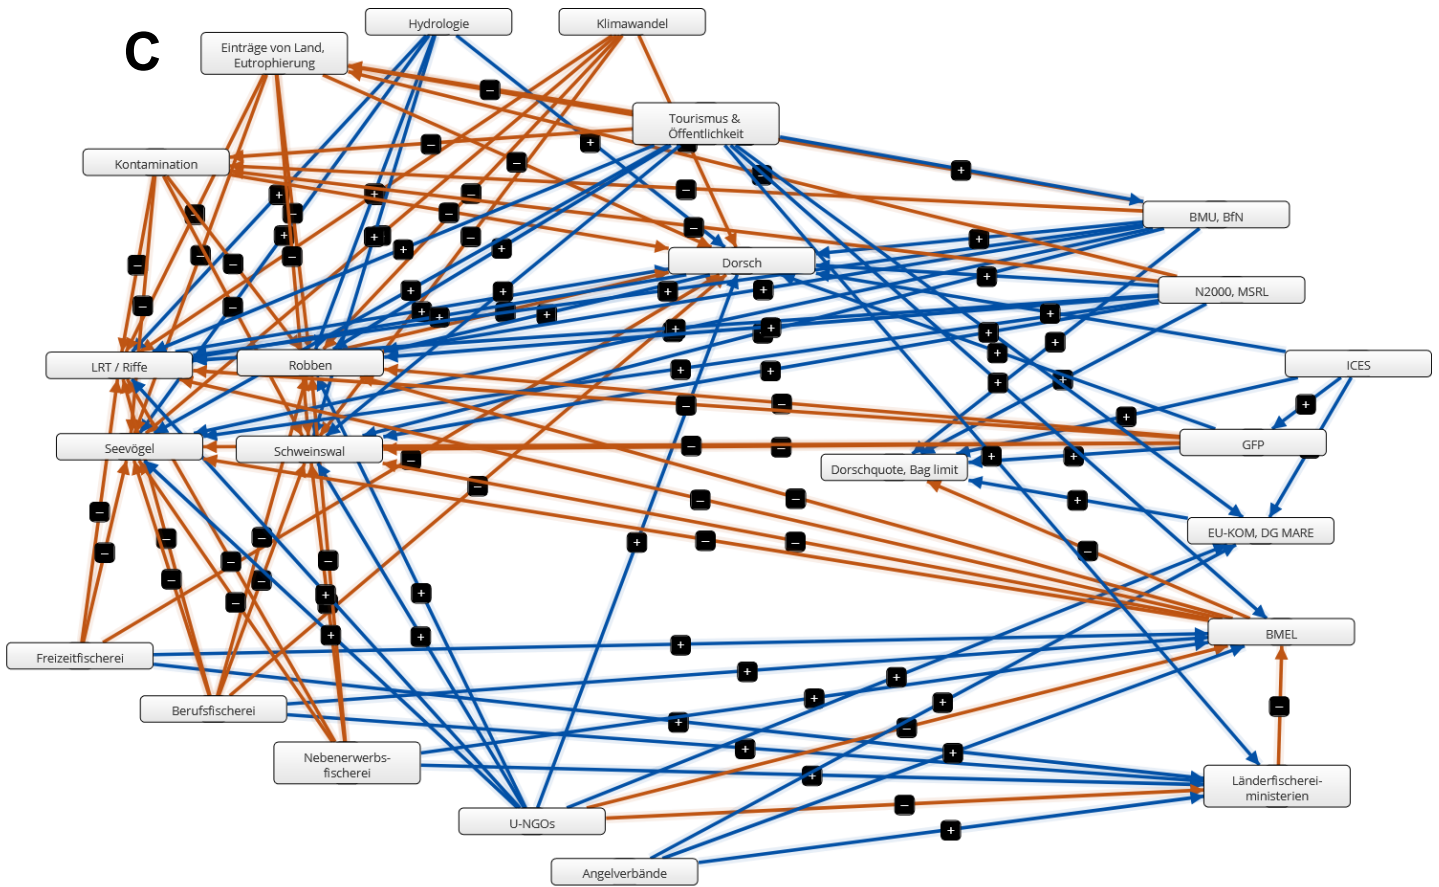 C
Hydrologie
Klimawandel
Einträge von Land,
Eutrophierung
Tourismus &
Öffentlichkeit
Kontamination
BMU, BfN
Dorsch
N2000, MSRL
LRT / Riffe
Robben
ICES
Seevögel
Schweinswal
GFP
Dorschquote, Bag limit
EU-KOM, DG MARE
BMEL
Freizeitfischerei
Berufsfischerei
Nebenerwerbs-
fischerei
Länderfischerei-
ministerien
U-NGOs
Angelverbände